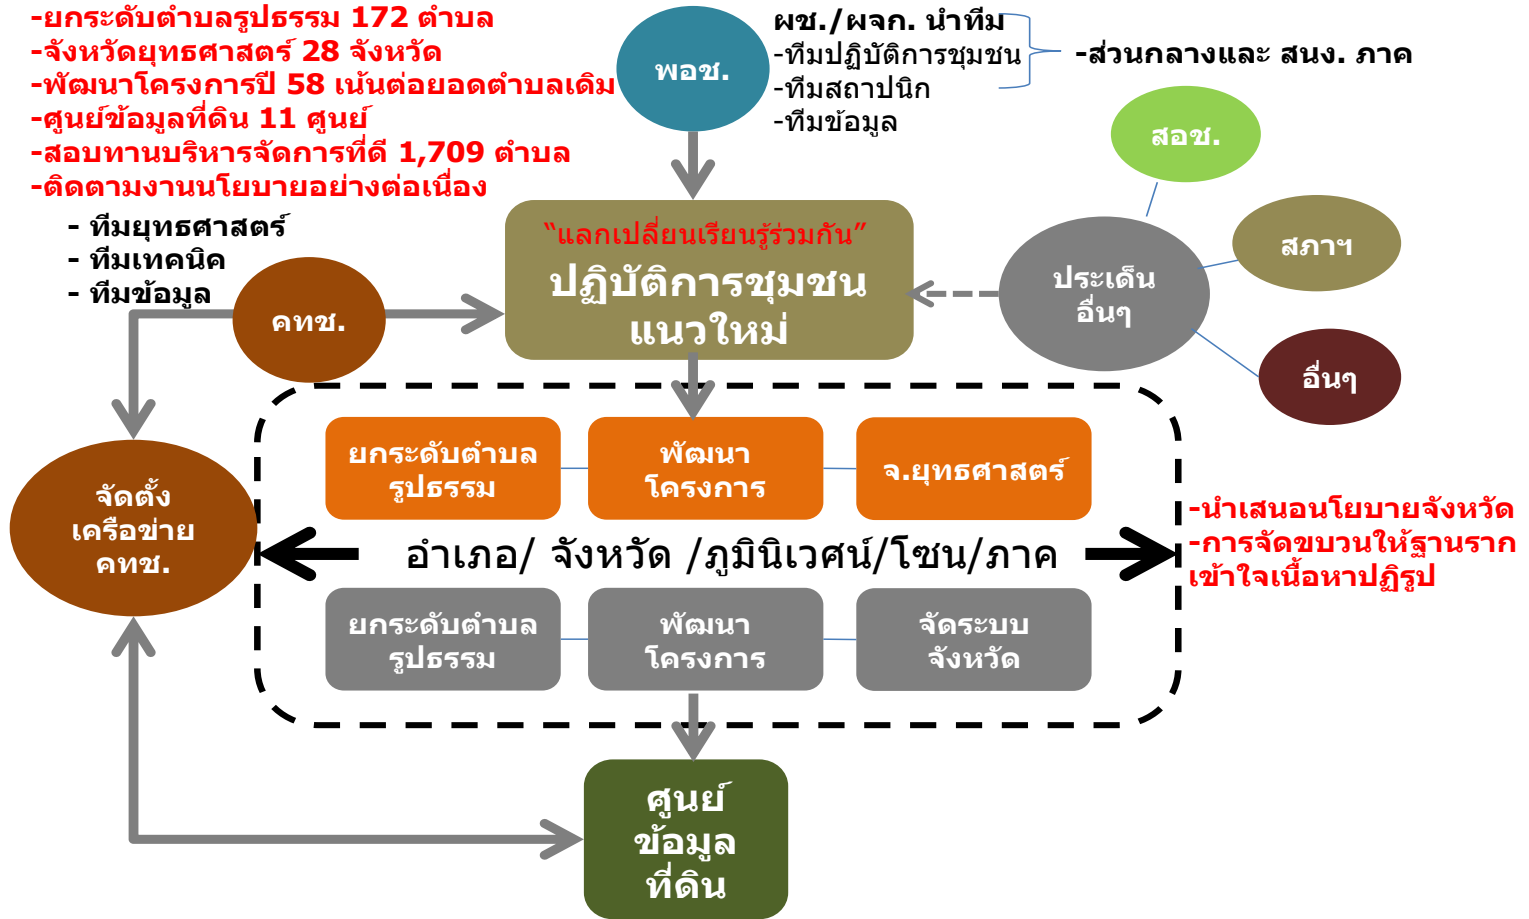 -ยกระดับตำบลรูปธรรม 172 ตำบล
-จังหวัดยุทธศาสตร์ 28 จังหวัด
-พัฒนาโครงการปี 58 เน้นต่อยอดตำบลเดิม
-ศูนย์ข้อมูลที่ดิน 11 ศูนย์
-สอบทานบริหารจัดการที่ดี 1,709 ตำบล
-ติดตามงานนโยบายอย่างต่อเนื่อง
- ทีมยุทธศาสตร์
- ทีมเทคนิค
- ทีมข้อมูล
พอช.
ผช./ผจก. นำทีม
-ทีมปฏิบัติการชุมชน
-ทีมสถาปนิก
-ทีมข้อมูล
-ส่วนกลางและ สนง. ภาค
สอช.
สภาฯ
ประเด็น
อื่นๆ
อื่นๆ
คทช.
“แลกเปลี่ยนเรียนรู้ร่วมกัน”
ปฏิบัติการชุมชน
แนวใหม่
จัดตั้ง
เครือข่าย
คทช.
ยกระดับตำบล
รูปธรรม
พัฒนา
โครงการ
จ.ยุทธศาสตร์
อำเภอ/ จังหวัด /ภูมินิเวศน์/โซน/ภาค
ยกระดับตำบล
รูปธรรม
พัฒนา
โครงการ
จัดระบบ
จังหวัด
-นำเสนอนโยบายจังหวัด
-การจัดขบวนให้ฐานราก
เข้าใจเนื้อหาปฏิรูป
ศูนย์
ข้อมูล
ที่ดิน